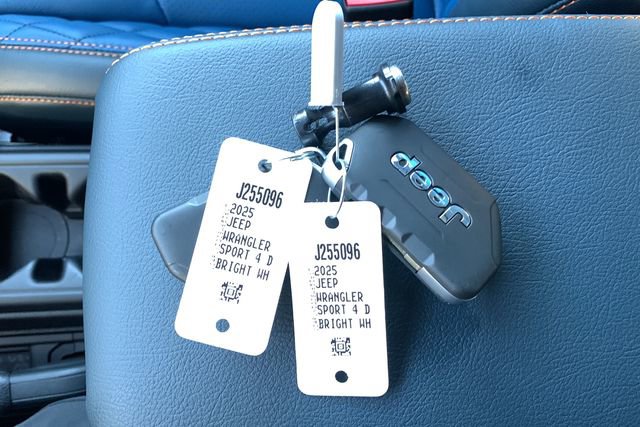 Jeep
J255096
2025
JEEP
WRANGLER
SPORT 4 D
BRIGHT WH
J255096
2025
JEEP
WRANGLER
SPORT 4 D
BRIGHT WH